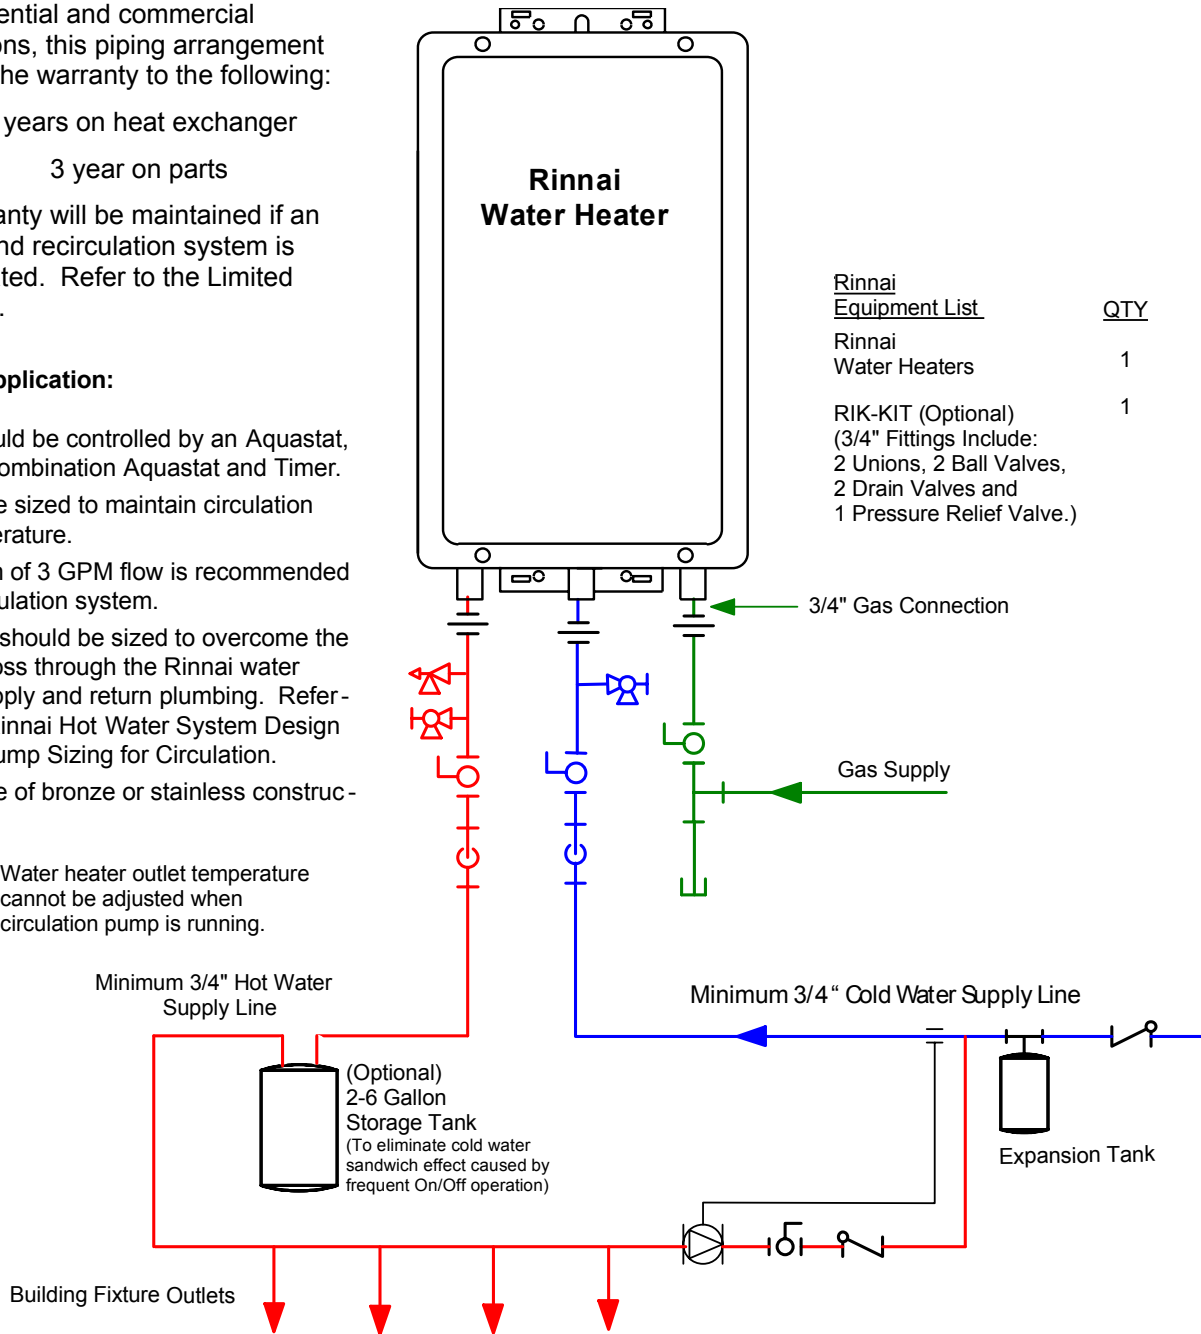 ential and commercial
ons, this piping arrangement
he warranty to the following:
years on heat exchanger
3 year on parts
anty will be maintained if an
nd recirculation system is
ted. Refer to the Limited
.
pplication:
uld be controlled by an Aquastat,
ombination Aquastat and Timer.
e sized to maintain circulation
erature.
n of 3 GPM flow is recommended
ulation system.
should be sized to overcome the
oss through the Rinnai water
pply and return plumbing. Refer-
innai Hot Water System Design
ump Sizing for Circulation.
e of bronze or stainless construc-
Water heater outlet temperature
cannot be adjusted when
circulation pump is running.
Rinnai
Water Heater
Rinnai
Equipment List QTY
Rinnai
Water Heaters 1
RIK-KIT (Optional) 1
(3/4" Fittings Include:
2 Unions, 2 Ball Valves,
2 Drain Valves and
1 Pressure Relief Valve.)
3/4" Gas Connection
Gas Supply
Minimum 3/4" Hot Water
Supply Line
Minimum 3/4“ Cold Water Supply Line
(Optional)
2-6 Gallon
Storage Tank
(To eliminate cold water
sandwich effect caused by
frequent On/Off operation)
Expansion Tank
Building Fixture Outlets